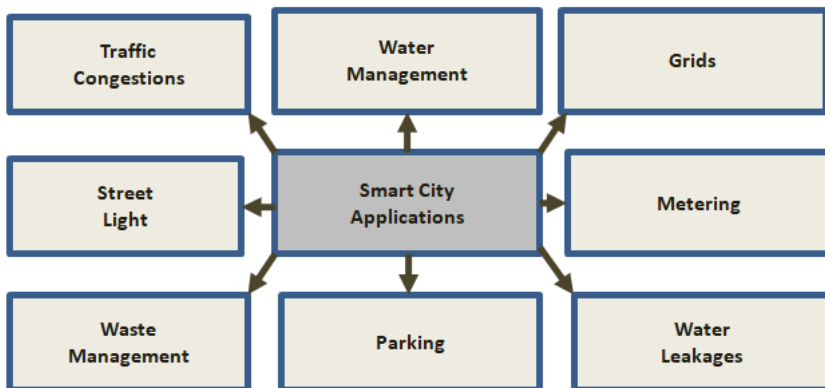 Traffic
Congestions
Water
Management
Grids
Street
Light
Smart City
Applications
Metering
Waste
Management
Parking
Water
Leakages